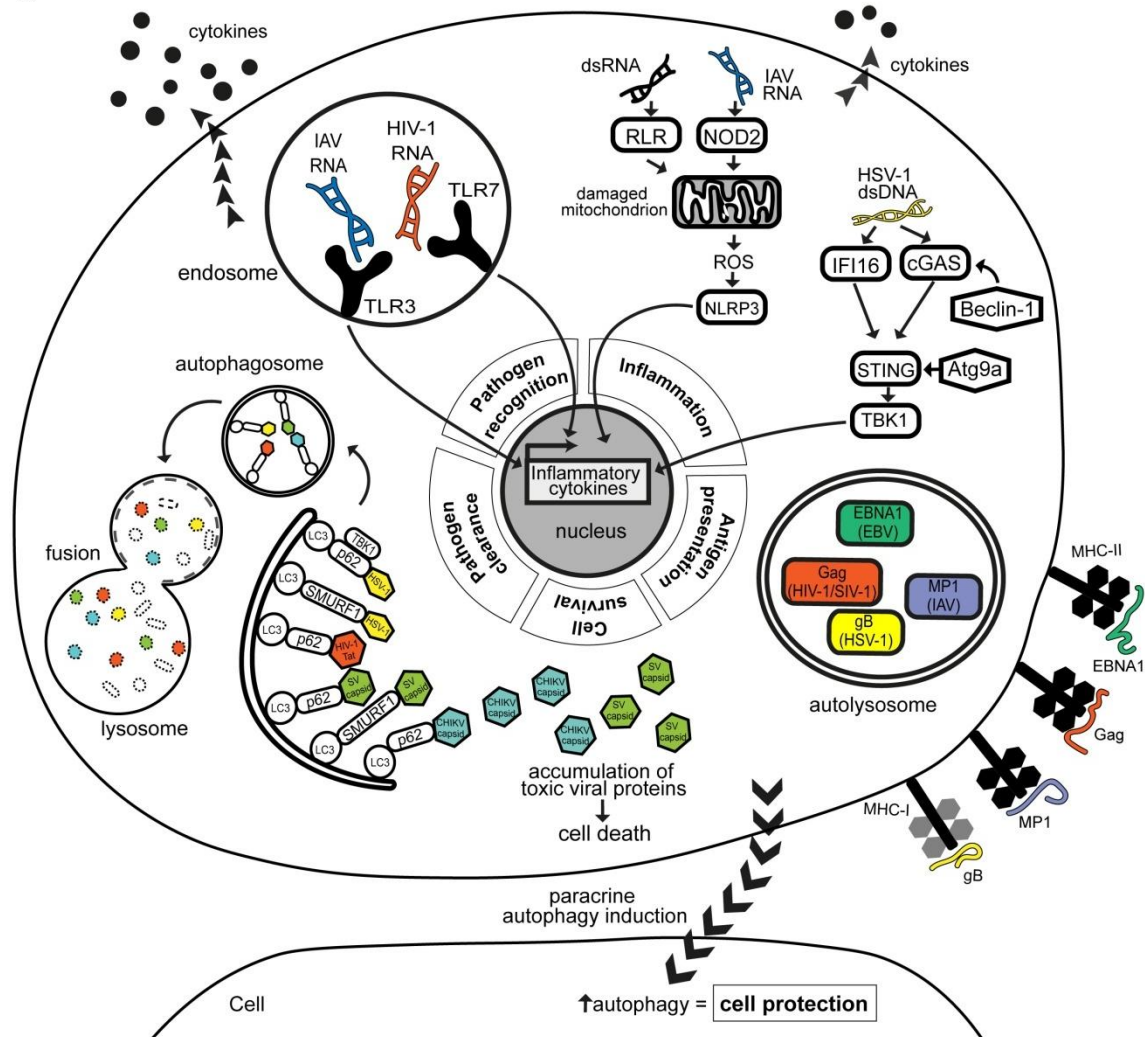 cytokines
cytokines
IAV
RNA
HIV-1
RNA
TLR7
TLR3
endosome
dsRNA
IAV
RNA
RLR
NOD2
damaged
mitochondrion
ROS
NLRP3
HSV-1
dsDNA
IFI16
cGAS
Beclin-1
STING
Atg9a
TBK1
autophagosome
fusion
lysosome
Pathogen
recognition
Inflammation
Pathogen
clearance
Antigen
presentation
Cell
survival
Inflammatory
cytokines
nucleus
LC3
p62
TBK1
HSV-1
LC3
SMURF1
HSV-1
LC3
p62
HIV-1
Tat
LC3
p62
SV
capsid
LC3
SMURF1
SV
capsid
LC3
p62
CHIKV
capsid
CHIKV
capsid
CHIKV
capsid
CHIKV
capsid
SV
capsid
SV
capsid
SV
capsid
accumulation of
toxic viral proteins
cell death
EBNA1
(EBV)
Gag
(HIV-1/SIV-1)
MP1
(IAV)
gB
(HSV-1)
autolysosome
MHC-II
EBNA1
Gag
MP1
MHC-I
gB
paracrine
autophagy induction
Cell
↑autophagy = cell protection